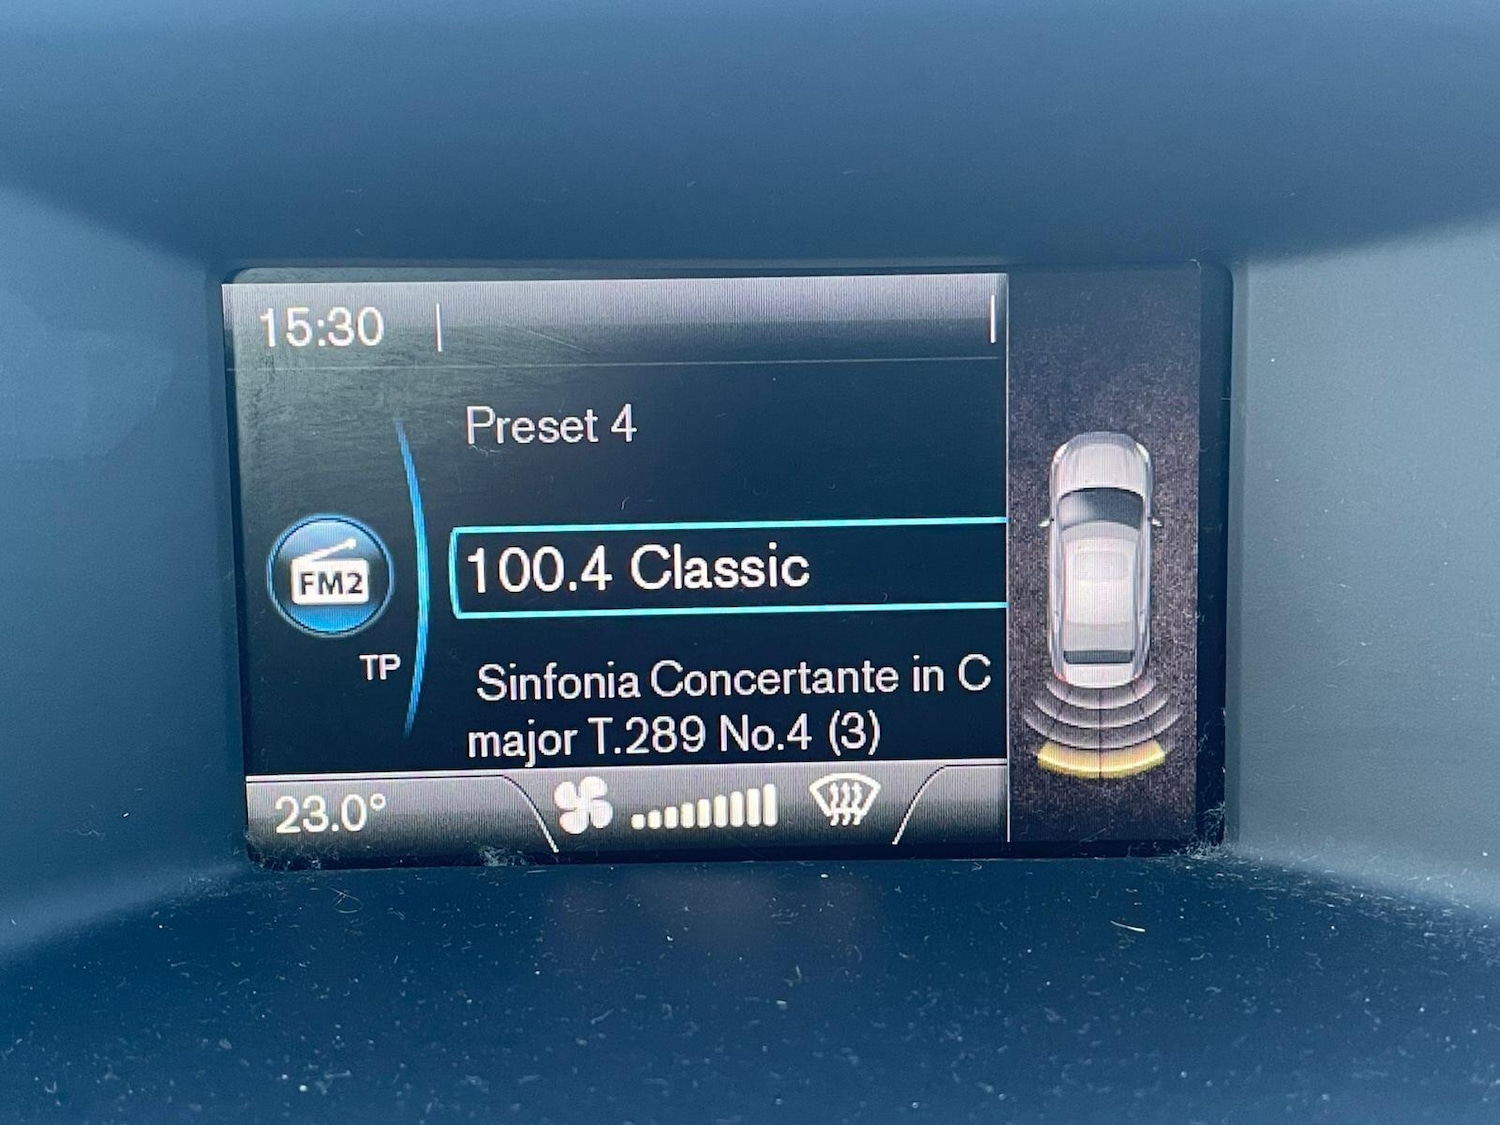 15:30
Preset 4
100.4 Classic
FM2
TP
Sinfonia Concertante in C
major T.289 No.4 (3)
23.0°